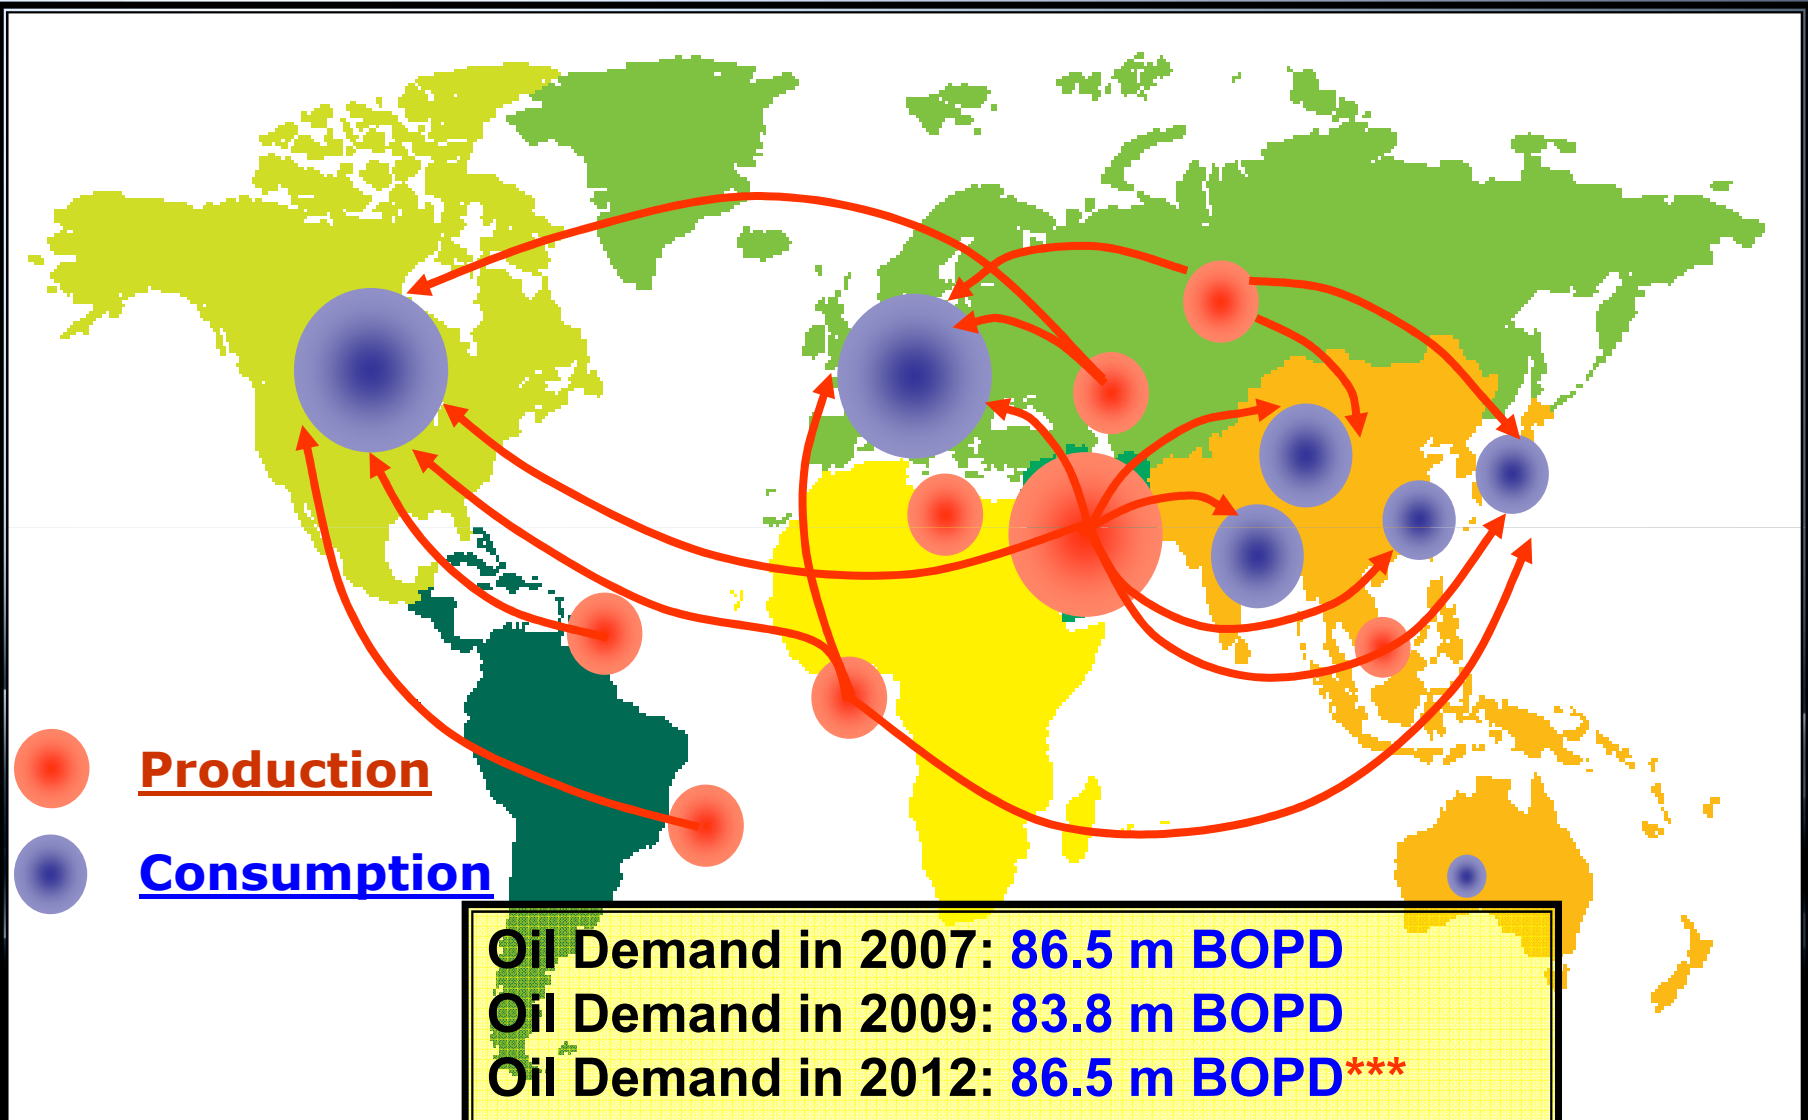 Production
Consumption
Oil Demand in 2007: 86.5 m BOPD
Oil Demand in 2009: 83.8 m BOPD
Oil Demand in 2012: 86.5 m BOPD***